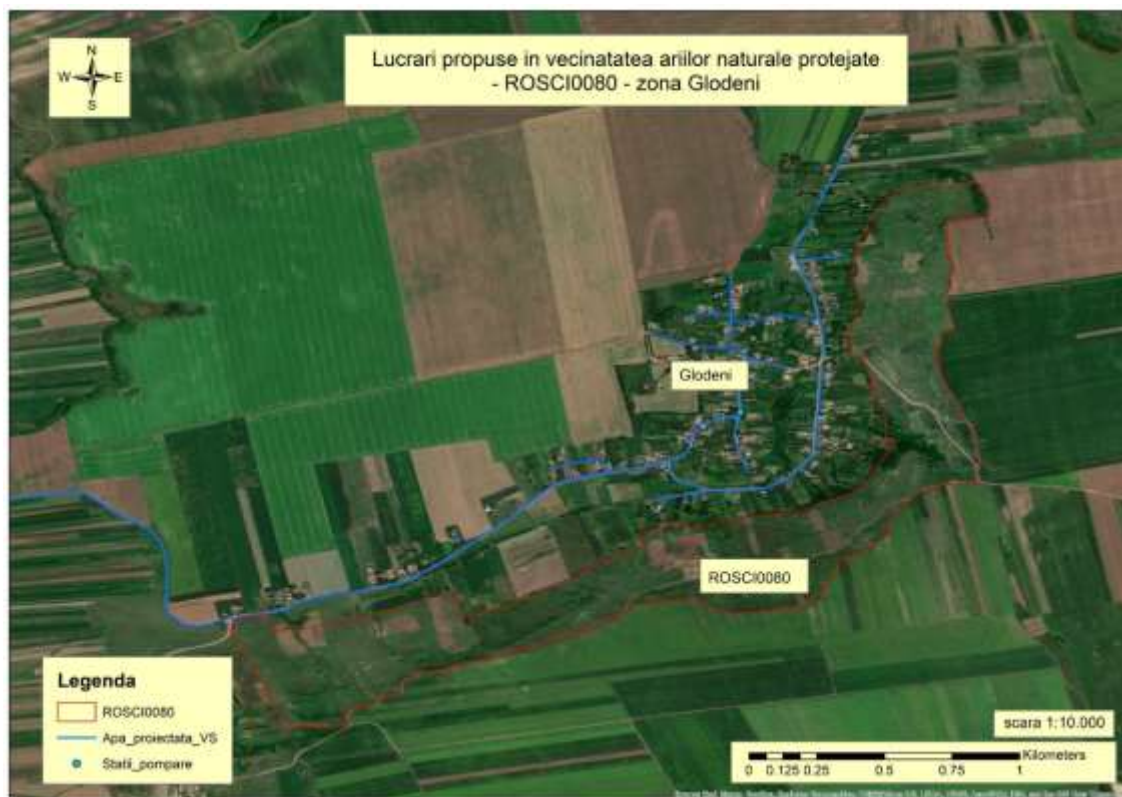 N
W E
S
Lucrari propuse in vecinatatea ariilor naturale protejate
- ROSCI0080 - zona Glodeni
Glodeni
ROSCI0080
Legenda
ROSCI0080
Apa_proiectata_VS
Statii_pompare
scara 1:10.000
Kilometers
0 0.125 0.25 0.5 0.75 1